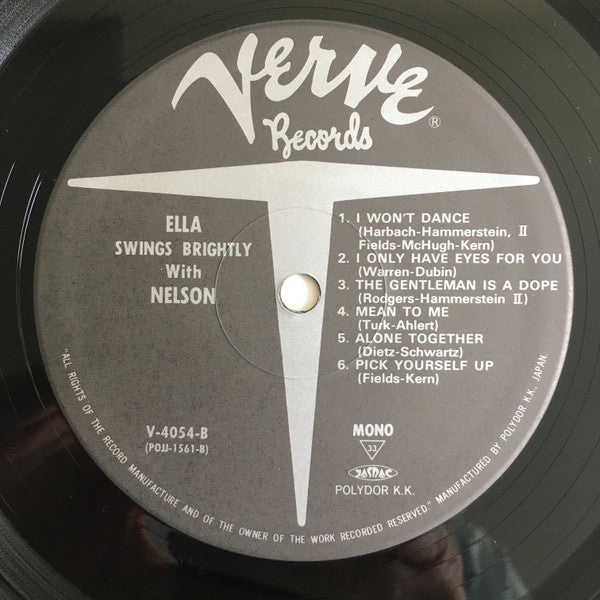 Verve
Records ®
ELLA
SWINGS BRIGHTLY
With
NELSON
1. I WON'T DANCE
(Harbach-Hammerstein, II
Fields-McHugh-Kern)
2. I ONLY HAVE EYES FOR YOU
(Warren-Dubin)
3. THE GENTLEMAN IS A DOPE
(Rodgers-Hammerstein II)
4. MEAN TO ME
(Turk-Ahlert)
5. ALONE TOGETHER
(Dietz-Schwartz)
6. PICK YOURSELF UP
(Fields-Kern)
V-4054-B
(POJJ-1561-B)
MONO
33
JASRAC
POLYDOR K.K.
"ALL RIGHTS OF THE RECORD MANUFACTURE AND OF THE OWNER OF THE WORK RECORDED RESERVED." MANUFACTURED BY POLYDOR K.K., JAPAN